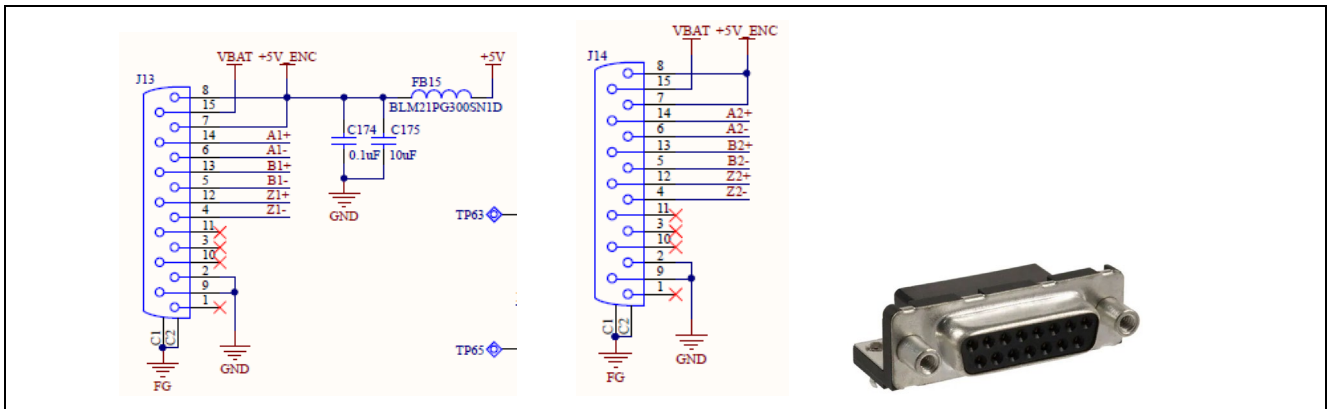 VBAT +5V_ENC
+5V
J13
FB15
BLM21PG300SN1D
8
15
7
14 A1+
6 A1-
13 B1+
5 B1-
12 Z1+
4 Z1-
11
3
10
2
9
1
C174
0.1uF
C175
10uF
GND
TP63
TP65
C1
C2
FG
GND
VBAT +5V_ENC
J14
8
15
7
14 A2+
6 A2-
13 B2+
5 B2-
12 Z2+
4 Z2-
11
3
10
2
9
1
C1
C2
FG
GND